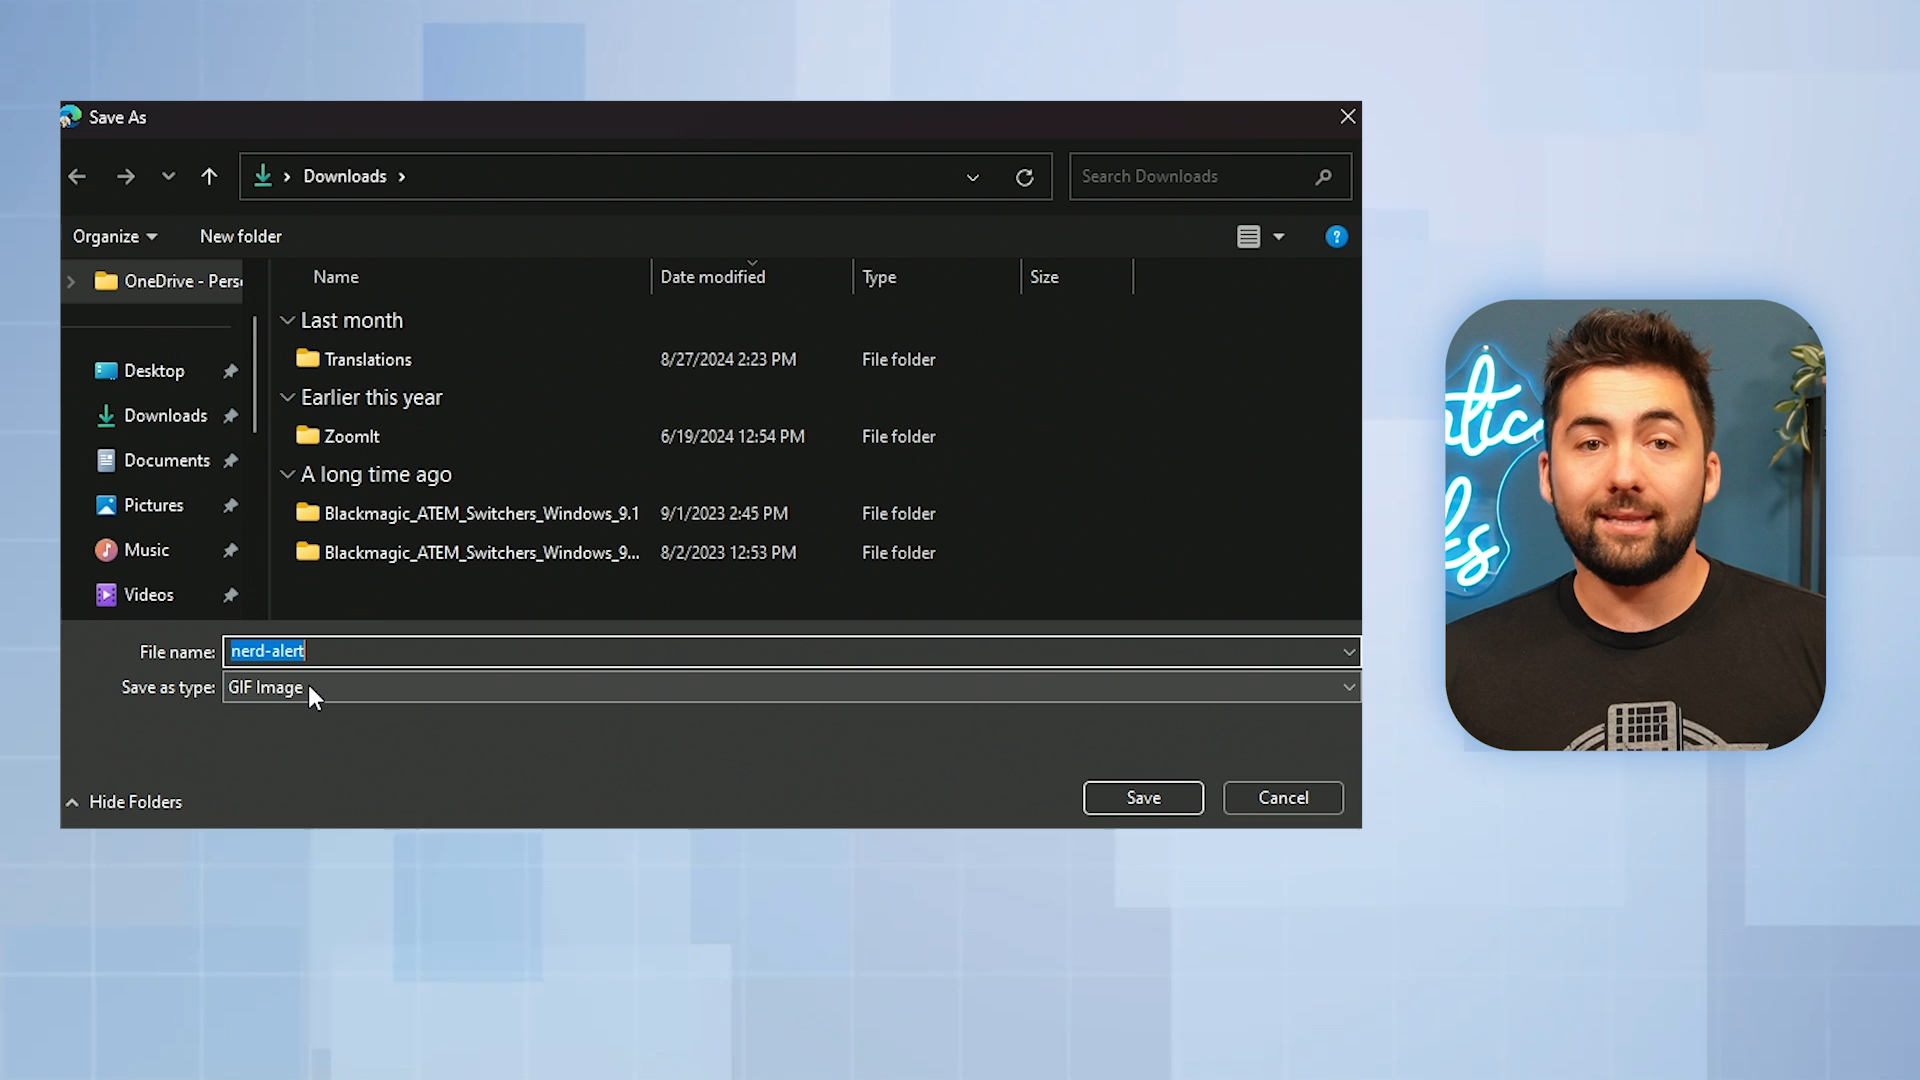 Save As
Downloads
Search Downloads
Organize
New folder
OneDrive - Pers
Name
Date modified
Type
Size
Last month
Translations 8/27/2024 2:23 PM File folder
Earlier this year
ZoomIt 6/19/2024 12:54 PM File folder
A long time ago
Blackmagic_ATEM_Switchers_Windows_9.1 9/1/2023 2:45 PM File folder
Blackmagic_ATEM_Switchers_Windows_9... 8/2/2023 12:53 PM File folder
Desktop
Downloads
Documents
Pictures
Music
Videos
File name: nerd-alert
Save as type: GIF Image
Hide Folders
Save
Cancel
tic
ks